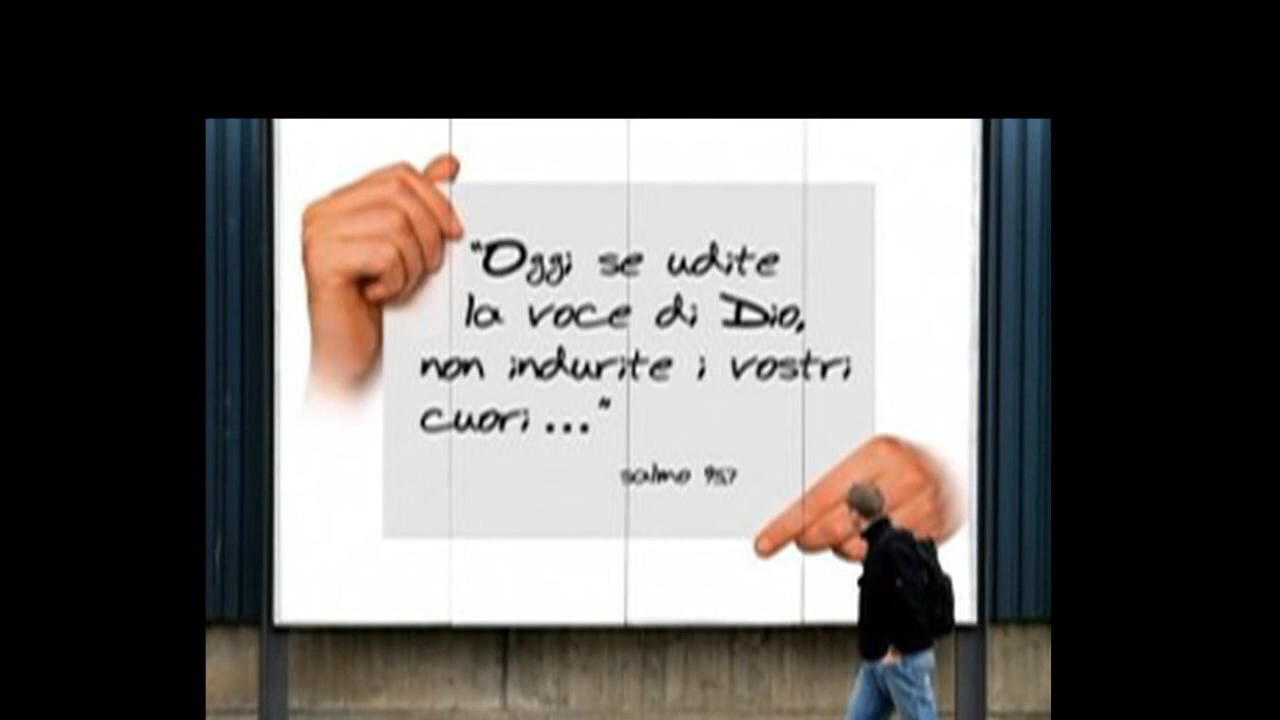 "Oggi se udite
la voce di Dio,
non indurite i vostri
cuori ..."
salmo 95,7